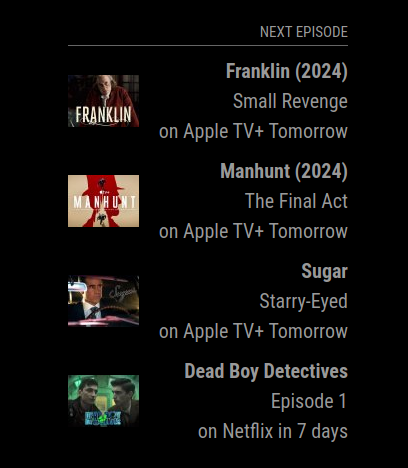 NEXT EPISODE
Franklin (2024)
FRANKLIN
Small Revenge
on Apple TV+ Tomorrow
Manhunt (2024)
MANHUNT
The Final Act
on Apple TV+ Tomorrow
Sugar
Sugar
Starry-Eyed
on Apple TV+ Tomorrow
Dead Boy Detectives
Episode 1
on Netflix in 7 days